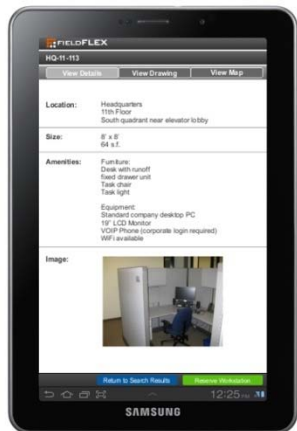 FIELDFLEX
HQ-11-113
View Details View Drawing View Map
Location: Headquarters
11th Floor
South quadrant near elevator lobby
Size: 8' x 8'
64 s.f.
Amenities: Furniture:
Desk with runoff
fixed drawer unit
Task chair
Task light
Equipment:
Standard company desktop PC
19" LCD Monitor
VOIP Phone (corporate login required)
WiFi available
Image:
Return to Search Results Reserve Workstation
12:25 PM
SAMSUNG